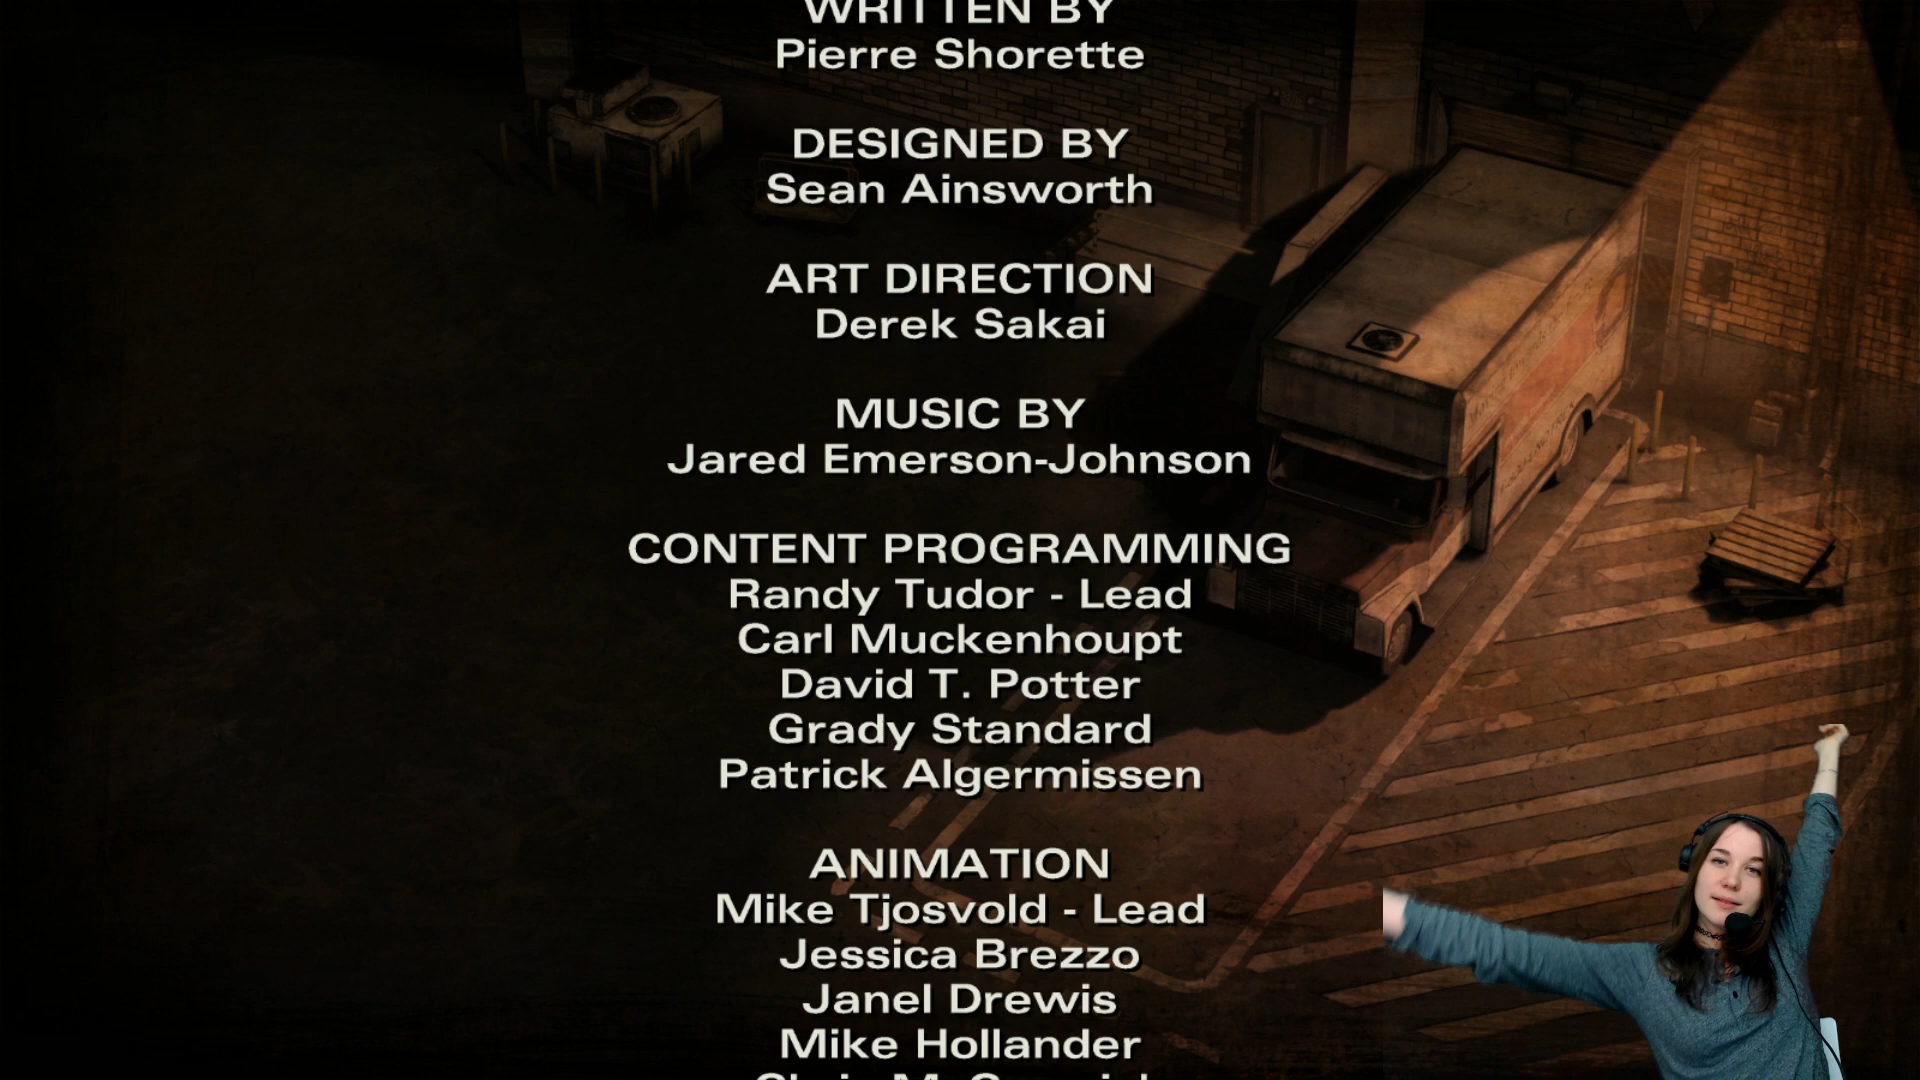 WRITTEN BY
Pierre Shorette
DESIGNED BY
Sean Ainsworth
ART DIRECTION
Derek Sakai
MUSIC BY
Jared Emerson-Johnson
CONTENT PROGRAMMING
Randy Tudor - Lead
Carl Muckenhoupt
David T. Potter
Grady Standard
Patrick Algermissen
ANIMATION
Mike Tjosvold - Lead
Jessica Brezzo
Janel Drewis
Mike Hollander